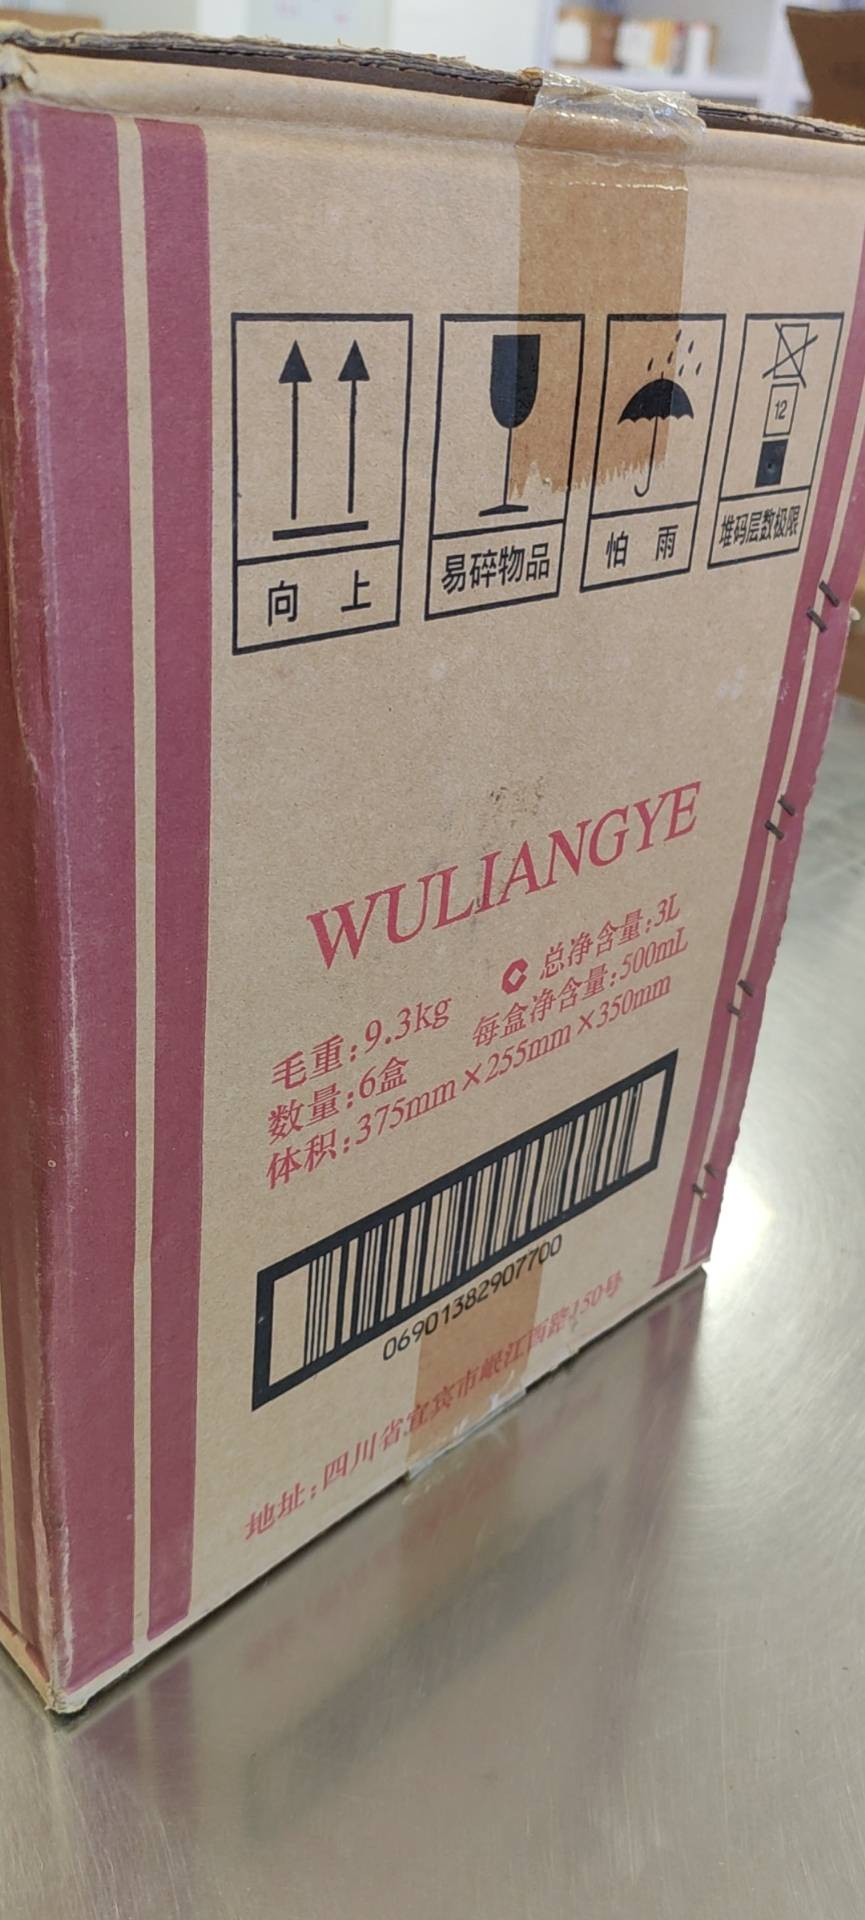 12
向 上
易碎物品
怕 雨
堆码层数极限
WULIANGYE
毛重:9.3kg 总净含量:3L
数量:6盒 每盒净含量:500mL
体积:375mm×255mm×350mm
06901382907700
地址:四川省宜宾市岷江西路150号